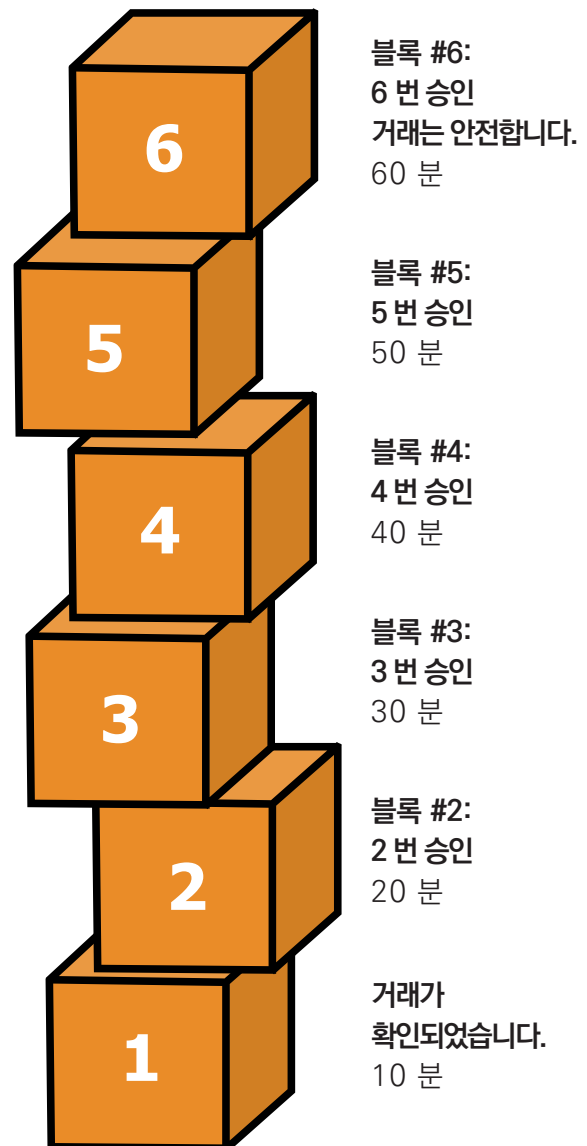 6
블록 #6:
6 번 승인
거래는 안전합니다.
60 분
5
블록 #5:
5 번 승인
50 분
4
블록 #4:
4 번 승인
40 분
3
블록 #3:
3 번 승인
30 분
2
블록 #2:
2 번 승인
20 분
1
거래가
확인되었습니다.
10 분